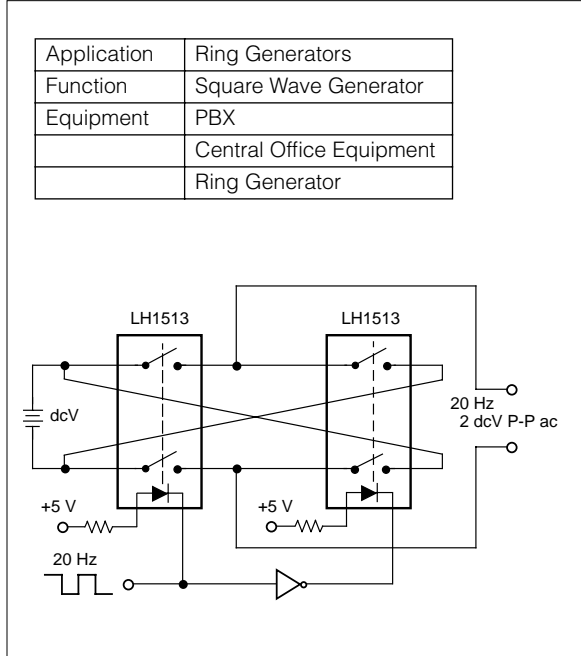 Application Ring Generators
Function Square Wave Generator
Equipment PBX
Central Office Equipment
Ring Generator
LH1513 LH1513
dcV
20 Hz
2 dcV P-P ac
+5 V +5 V
20 Hz